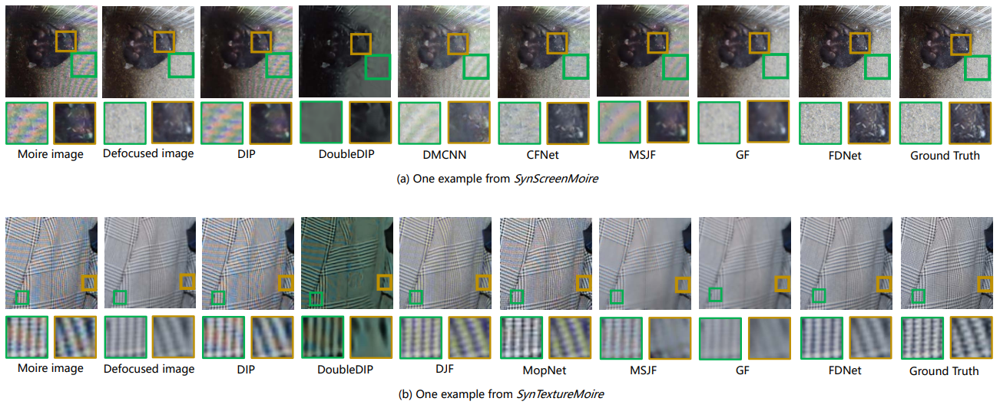 Moire image Defocused image DIP DoubleDIP DMCNN CFNet MSJF GF FDNet Ground Truth
(a) One example from SynScreenMoire
Moire image Defocused image DIP DoubleDIP DJF MopNet MSJF GF FDNet Ground Truth
(b) One example from SynTextureMoire